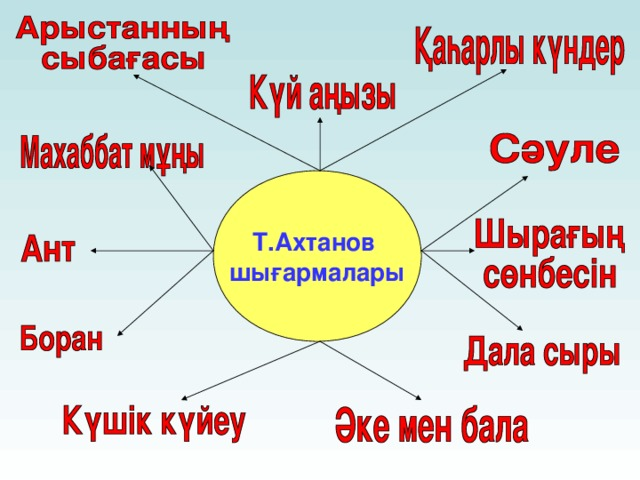 Арыстанның
сыбағасы
Қаһарлы күндер
Күй аңызы
Махаббат мұңы
Сәуле
Т.Ахтанов
шығармалары
Ант
Шырағың
сөнбесін
Боран
Дала сыры
Күшік күйеу
Әке мен бала